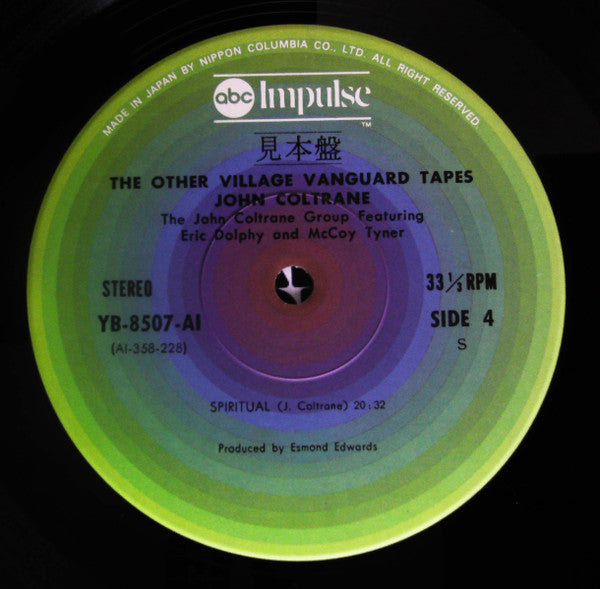 MADE IN JAPAN BY NIPPON COLUMBIA CO., LTD. ALL RIGHT RESERVED
abc Impulse
TM
見本盤
THE OTHER VILLAGE VANGUARD TAPES
JOHN COLTRANE
The John Coltrane Group Featuring
Eric Dolphy and McCoy Tyner
STEREO
33 1/3 RPM
YB-8507-AI
SIDE 4
(AI-358-228)
S
SPIRITUAL (J. Coltrane) 20:32
Produced by Esmond Edwards